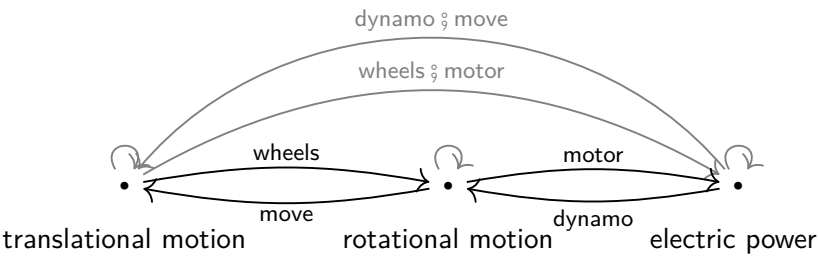 dynamo ⨾ move
wheels ⨾ motor
wheels
motor
move
dynamo
translational motion
rotational motion
electric power